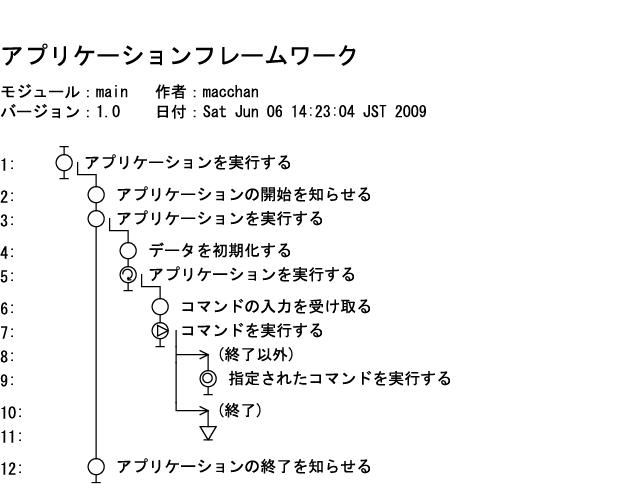 アプリケーションフレームワーク
モジュール：main 作者：macchan
バージョン：1.0 日付：Sat Jun 06 14:23:04 JST 2009
1: アプリケーションを実行する
2: アプリケーションの開始を知らせる
3: アプリケーションを実行する
4: データを初期化する
5: アプリケーションを実行する
6: コマンドの入力を受け取る
7: コマンドを実行する
8: （終了以外）
9: 指定されたコマンドを実行する
10: （終了）
11:
12: アプリケーションの終了を知らせる